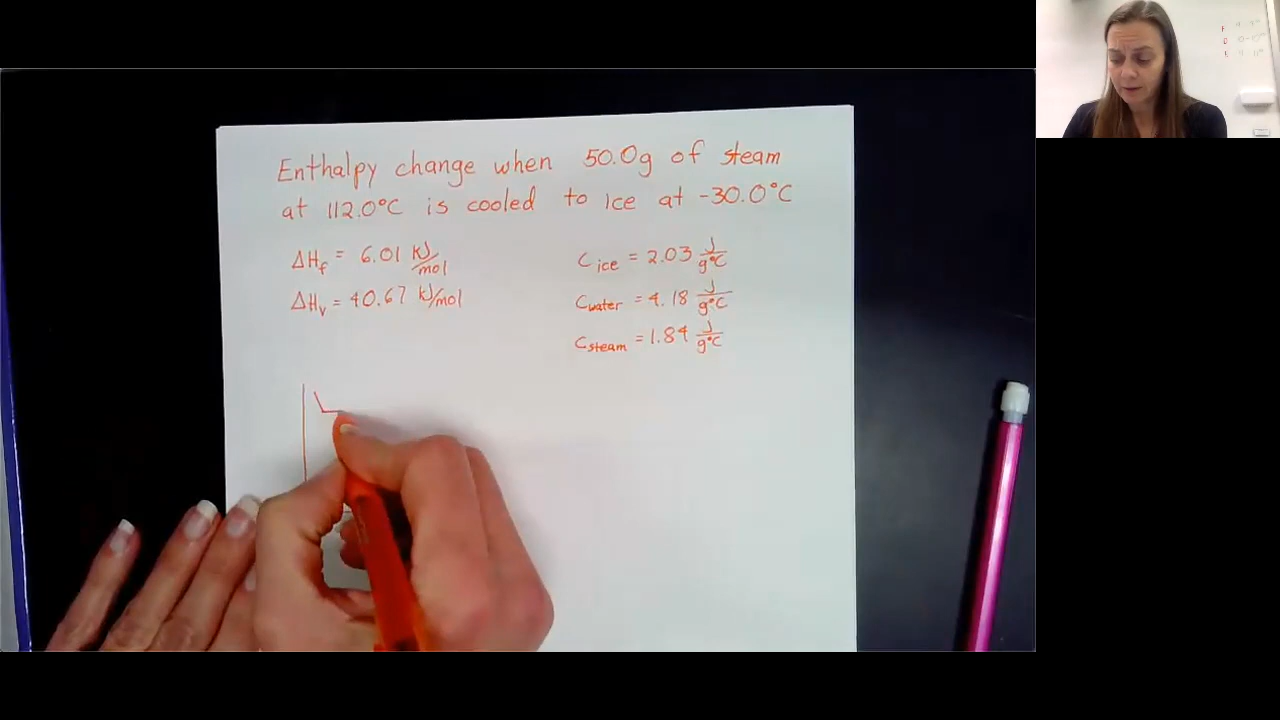 Enthalpy change when 50.0g of steam
at 112.0°C is cooled to ice at -30.0°C
ΔHf = 6.01 kJ/mol
ΔHv = 40.67 kJ/mol
Cice = 2.03 J/g°C
Cwater = 4.18 J/g°C
Csteam = 1.84 J/g°C